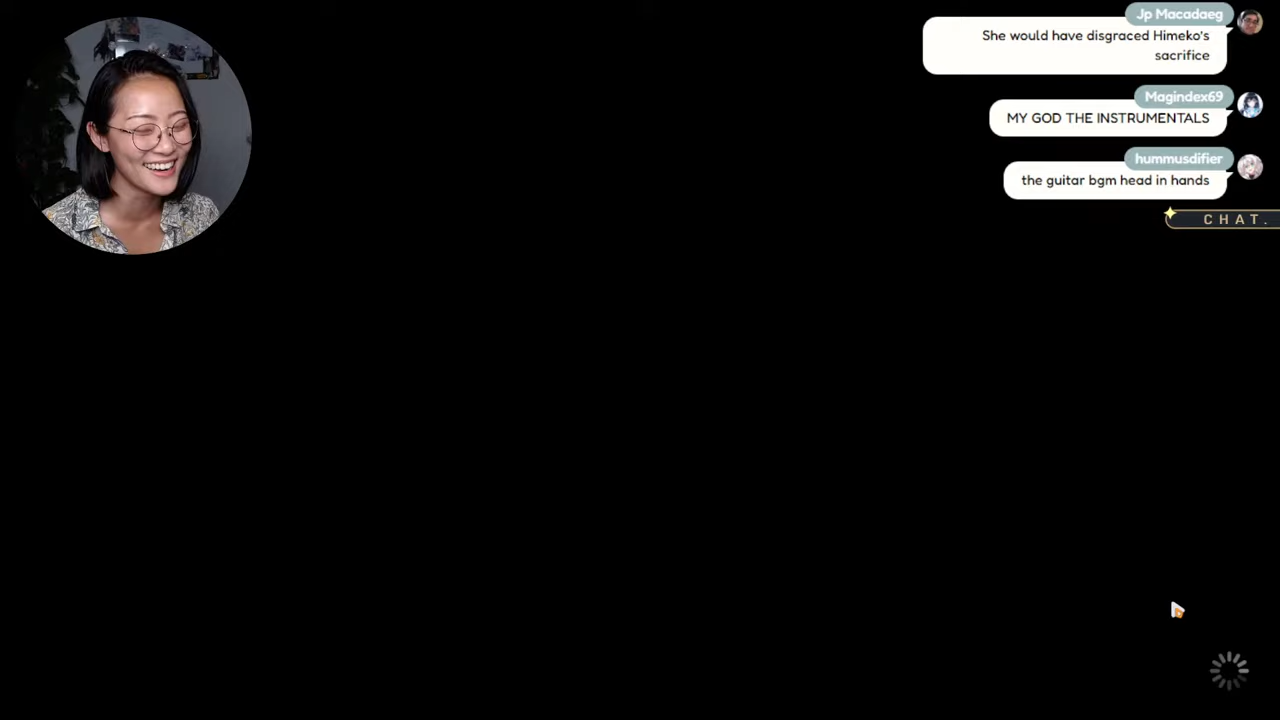 Jp Macadaeg
She would have disgraced Himeko's
sacrifice
Magindex69
MY GOD THE INSTRUMENTALS
hummusdifier
the guitar bgm head in hands
CHAT.